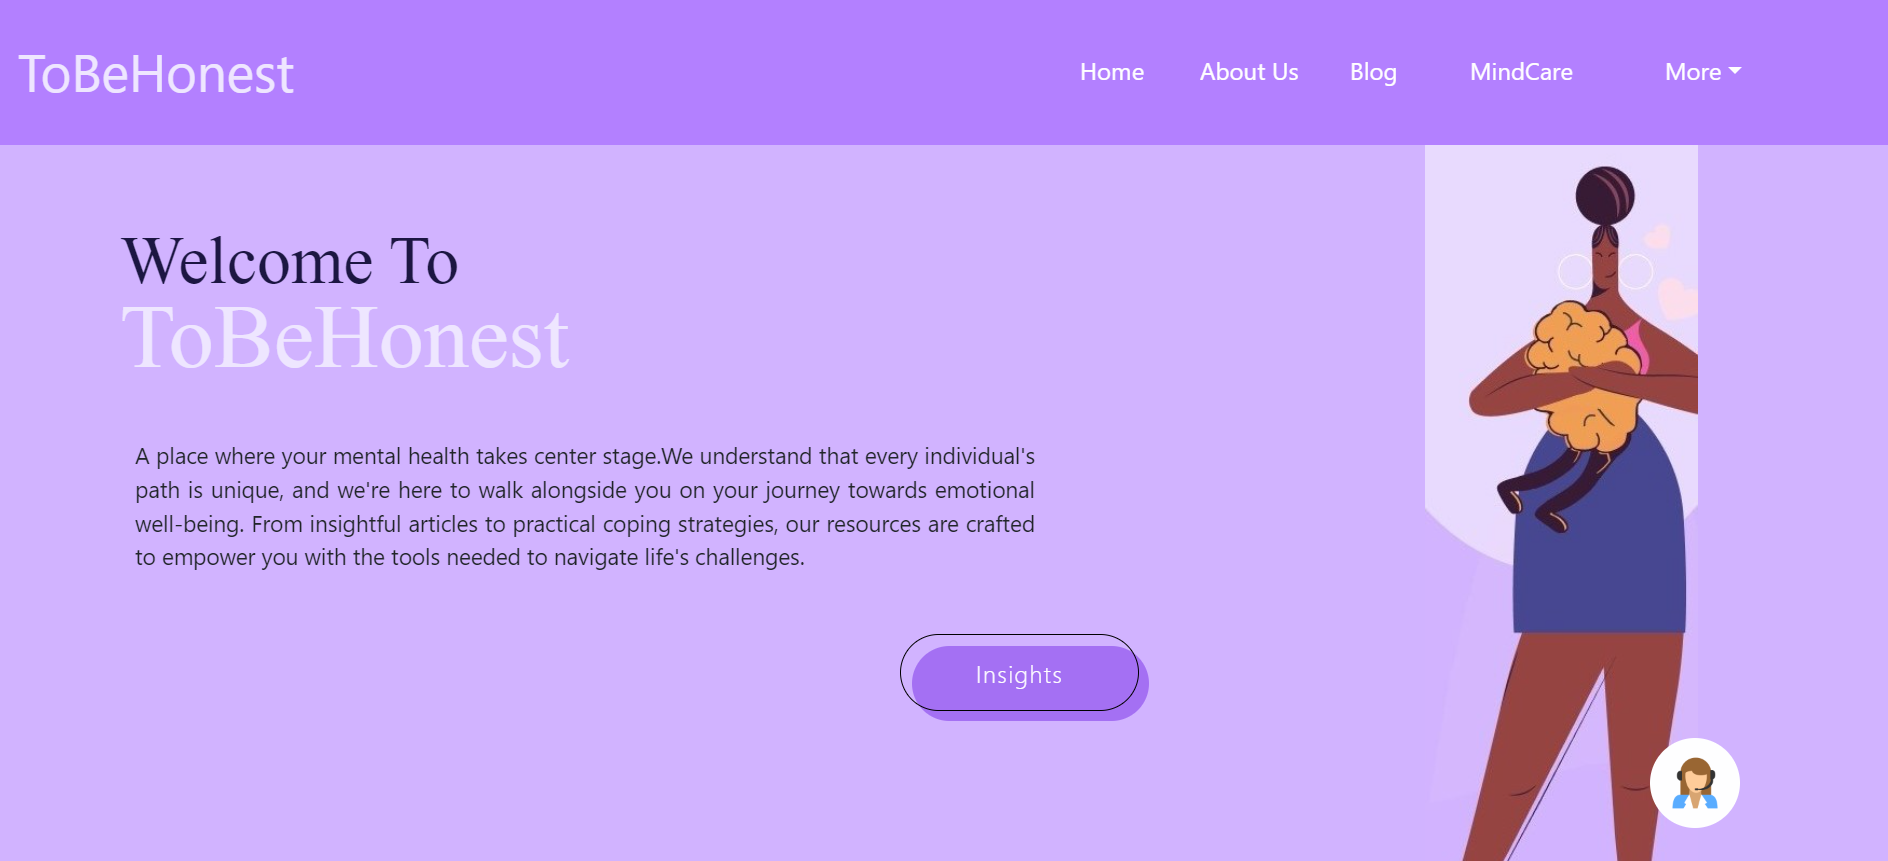 ToBeHonest
Home About Us Blog MindCare More
Welcome To
ToBeHonest
A place where your mental health takes center stage.We understand that every individual's
path is unique, and we're here to walk alongside you on your journey towards emotional
well-being. From insightful articles to practical coping strategies, our resources are crafted
to empower you with the tools needed to navigate life's challenges.
Insights